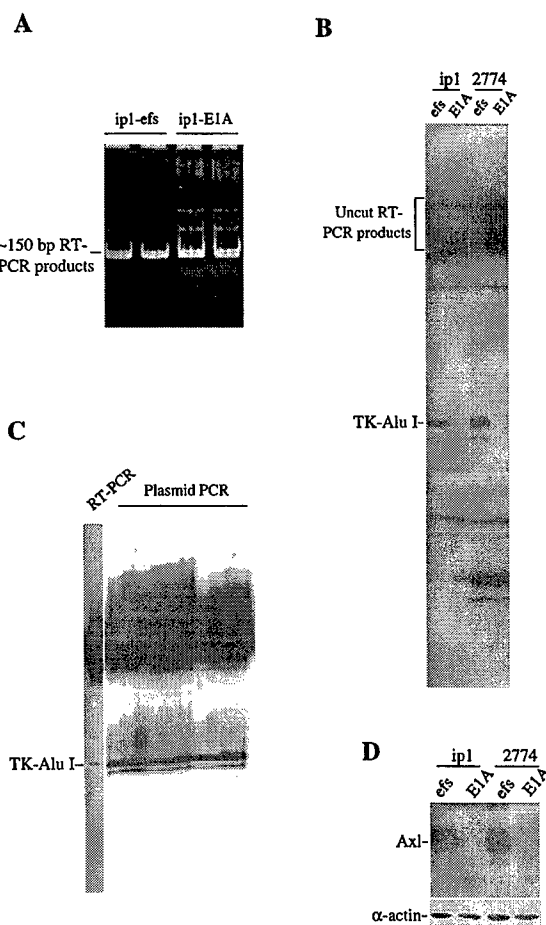 A
ip1-efs ip1-E1A
~150 bp RT-
PCR products
B
ip1 2774
efs E1A efs E1A
Uncut RT-
PCR products
TK-Alu I-
C
RT-PCR Plasmid PCR
TK-Alu I-
D
ip1 2774
efs E1A efs E1A
Axl-
α-actin-